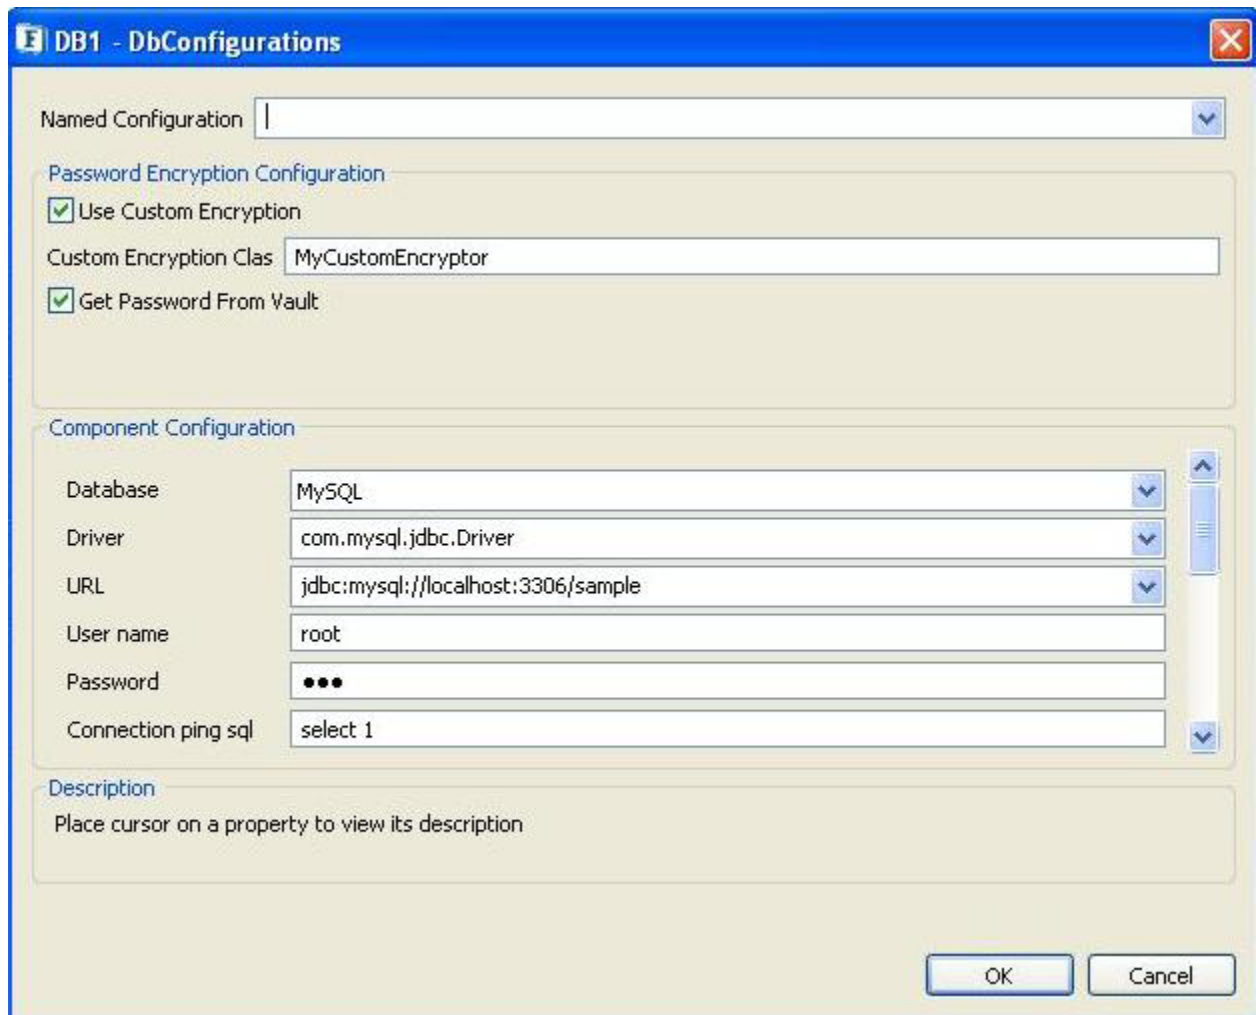 DB1 - DbConfigurations
Named Configuration
Password Encryption Configuration
Use Custom Encryption
Custom Encryption Clas MyCustomEncryptor
Get Password From Vault
Component Configuration
Database MySQL
Driver com.mysql.jdbc.Driver
URL jdbc:mysql://localhost:3306/sample
User name root
Password ●●●
Connection ping sql select 1
Description
Place cursor on a property to view its description
OK Cancel